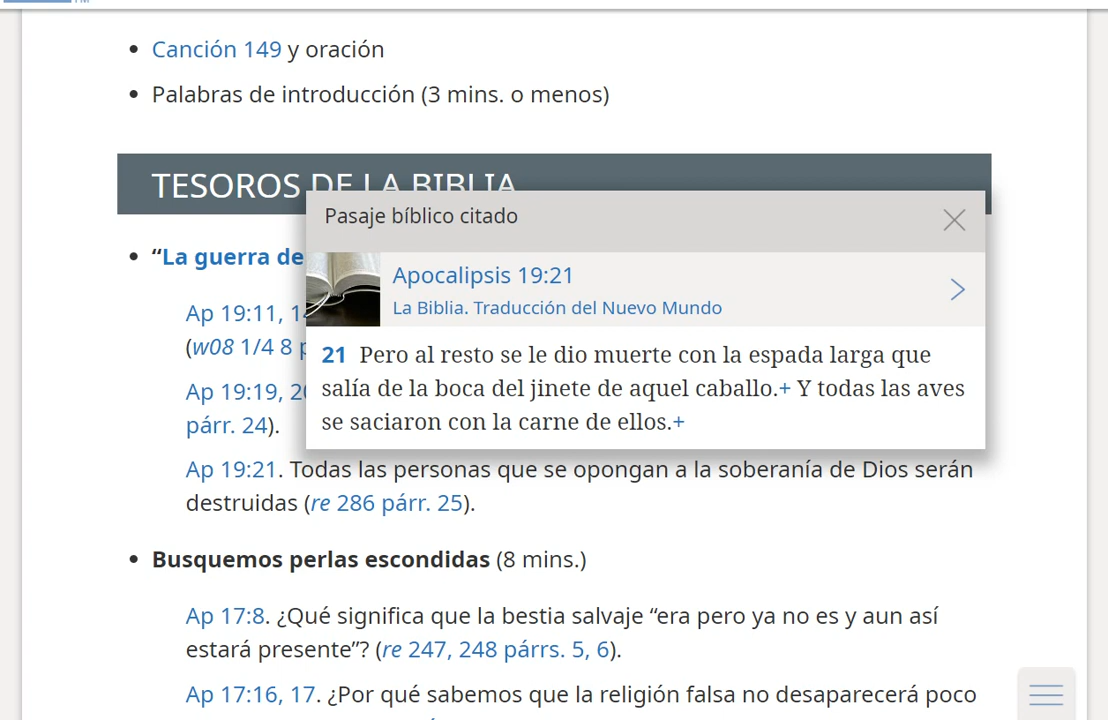 Canción 149 y oración
Palabras de introducción (3 mins. o menos)
TESOROS DE LA BIBLIA
Pasaje bíblico citado
“La guerra de
Apocalipsis 19:21
La Biblia. Traducción del Nuevo Mundo
Ap 19:11, 1
(w08 1/4 8
21 Pero al resto se le dio muerte con la espada larga que
salía de la boca del jinete de aquel caballo.+ Y todas las aves
se saciaron con la carne de ellos.+
Ap 19:19, 2
párr. 24).
Ap 19:21. Todas las personas que se opongan a la soberanía de Dios serán
destruidas (re 286 párr. 25).
Busquemos perlas escondidas (8 mins.)
Ap 17:8. ¿Qué significa que la bestia salvaje “era pero ya no es y aun así
estará presente”? (re 247, 248 párrs. 5, 6).
Ap 17:16, 17. ¿Por qué sabemos que la religión falsa no desaparecerá poco